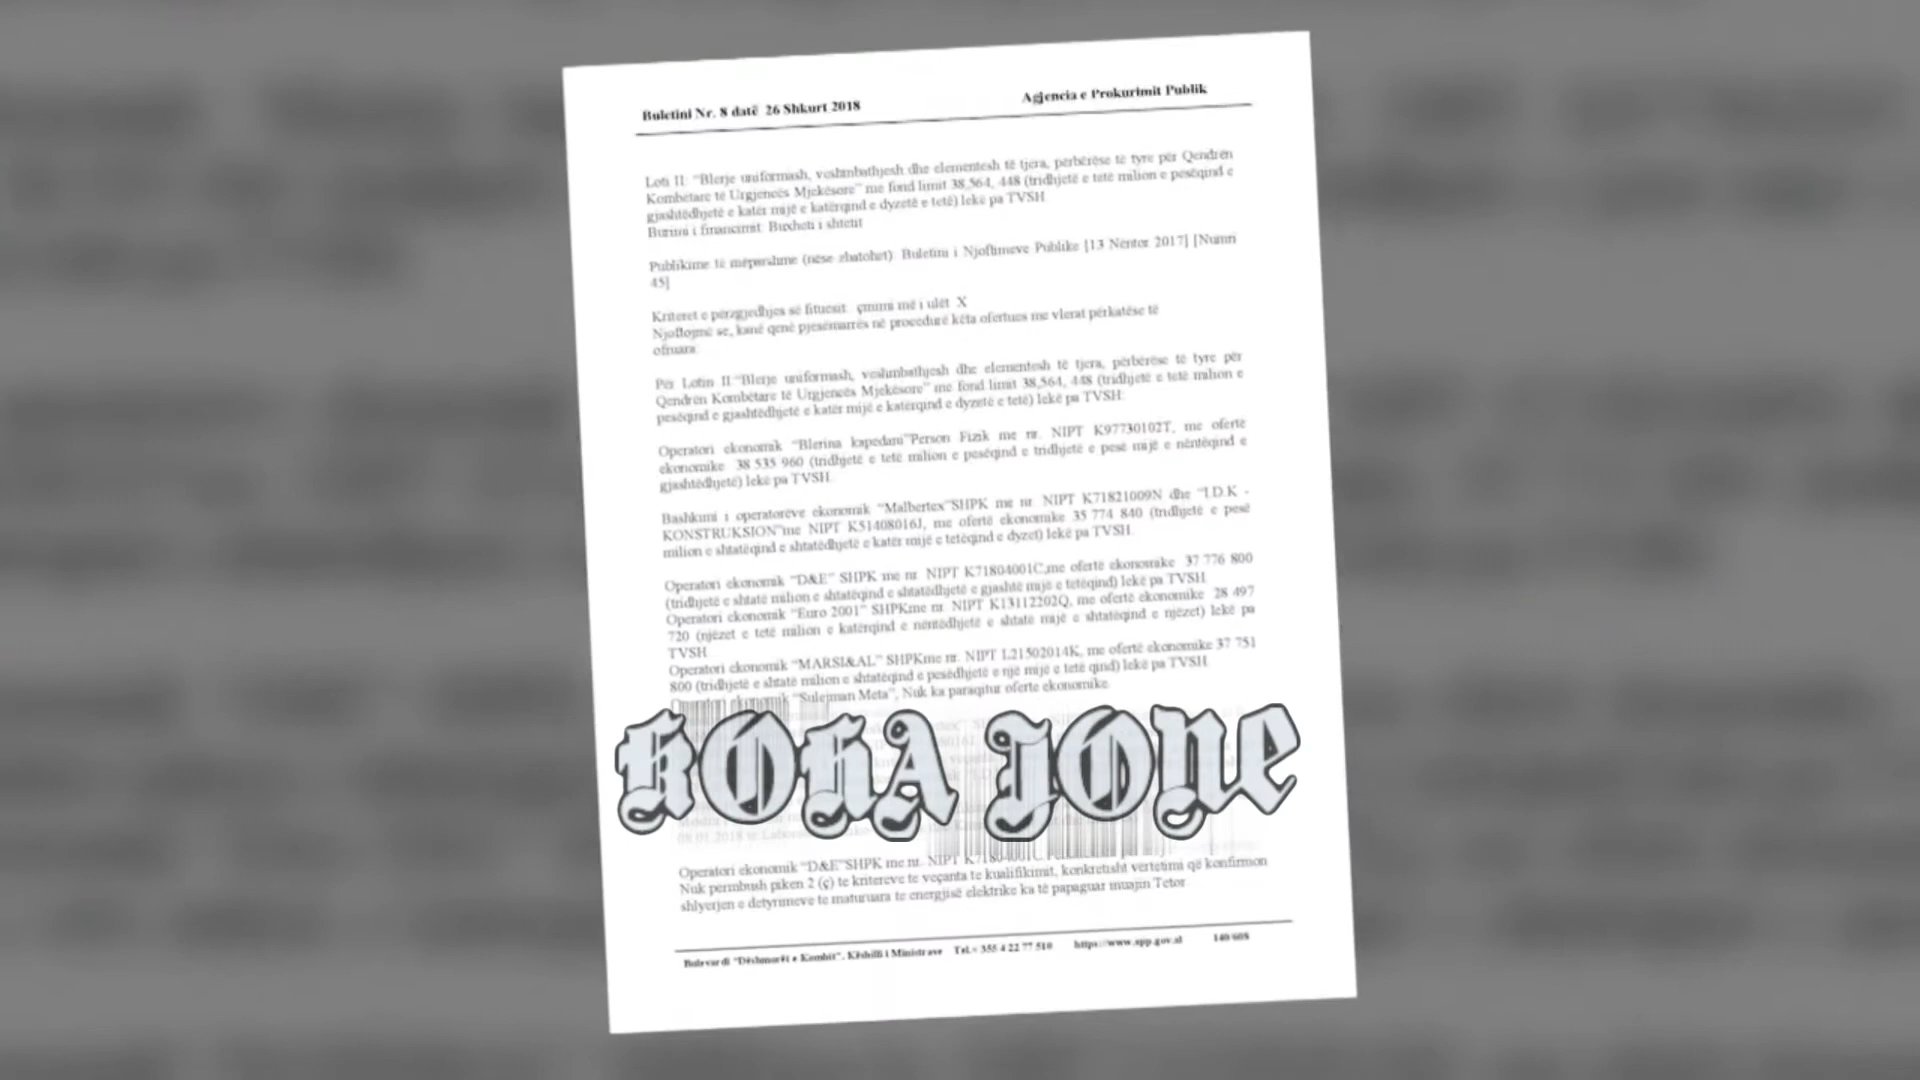 Buletini Nr. 8 datë 26 Shkurt 2018
Agjencia e Prokurimit Publik
Loti II: "Blerje uniformash, veshmbathjesh dhe elementesh të tjera, përbërëse të tyre për Qendrën
Kombëtare të Urgjencës Mjekësore" me fond limit 38,564, 448 (tridhjetë e tetë milion e pesëqind e
gjashtëdhjetë e katër mijë e katërqind e dyzetë e tetë) lekë pa TVSH.
Burimi i financimit: Buxheti i shtetit
Publikime të mëparshme (nëse zbatohet): Buletini i Njoftimeve Publike [13 Nëntor 2017] [Numri
45]
Kriteret e përzgjedhjes së fituesit: çmimi më i ulët X
Njoftojmë se, kanë qenë pjesëmarrës në procedurë këta ofertues me vlerat përkatëse të
ofruara:
Për Lotin II "Blerje uniformash, veshmbathjesh dhe elementesh të tjera, përbërëse të tyre për
Qendrën Kombëtare të Urgjencës Mjekësore" me fond limit 38,564, 448 (tridhjetë e tetë milion e
pesëqind e gjashtëdhjetë e katër mijë e katërqind e dyzetë e tetë) lekë pa TVSH:
Operatori ekonomik "Blerina kapedani"Person Fizik me nr. NIPT K97730102T, me ofertë
ekonomike 38 535 960 (tridhjetë e tetë milion e pesëqind e tridhjetë e pesë mijë e nëntëqind e
gjashtëdhjetë) lekë pa TVSH.
Bashkimi i operatorëve ekonomik "Malbertex"SHPK me nr. NIPT K71821009N dhe "I.D.K -
KONSTRUKSION"me NIPT K51408016J, me ofertë ekonomike 35 774 840 (tridhjetë e pesë
milion e shtatëqind e shtatëdhjetë e katër mijë e tetëqind e dyzet) lekë pa TVSH.
Operatori ekonomik "D&E" SHPK me nr. NIPT K71804001C,me ofertë ekonomike 37 776 800
(tridhjetë e shtatë milion e shtatëqind e shtatëdhjetë e gjashtë mijë e tetëqind) lekë pa TVSH.
Operatori ekonomik "Euro 2001" SHPKme nr. NIPT K13112202Q, me ofertë ekonomike 28 497
720 (njëzet e tetë milion e katërqind e nëntëdhjetë e shtatë mijë e shtatëqind e njëzet) lekë pa
TVSH.
Operatori ekonomik "MARSI&AL" SHPKme nr. NIPT L21502014K, me ofertë ekonomike 37 751
800 (tridhjetë e shtatë milion e shtatëqind e pesëdhjetë e një mijë e tetë qind) lekë pa TVSH.
Operatori ekonomik "Sulejman Meta", Nuk ka paraqitur oferte ekonomike.
KOHA JONE
Operatori ekonomik "D&E"SHPK me nr. NIPT K71804001C.
Nuk permbush piken 2 (ç) te kritereve te veçanta te kualifikimit, konkretisht vërtetimi që konfirmon
shlyerjen e detyrimeve te maturuara te energjisë elektrike ka të papaguar muajin Tetor.
Bulevardi "Dëshmorët e Kombit", Këshilli i Ministrave Tel.+ 355 4 22 77 510 https://www.app.gov.al 140/608